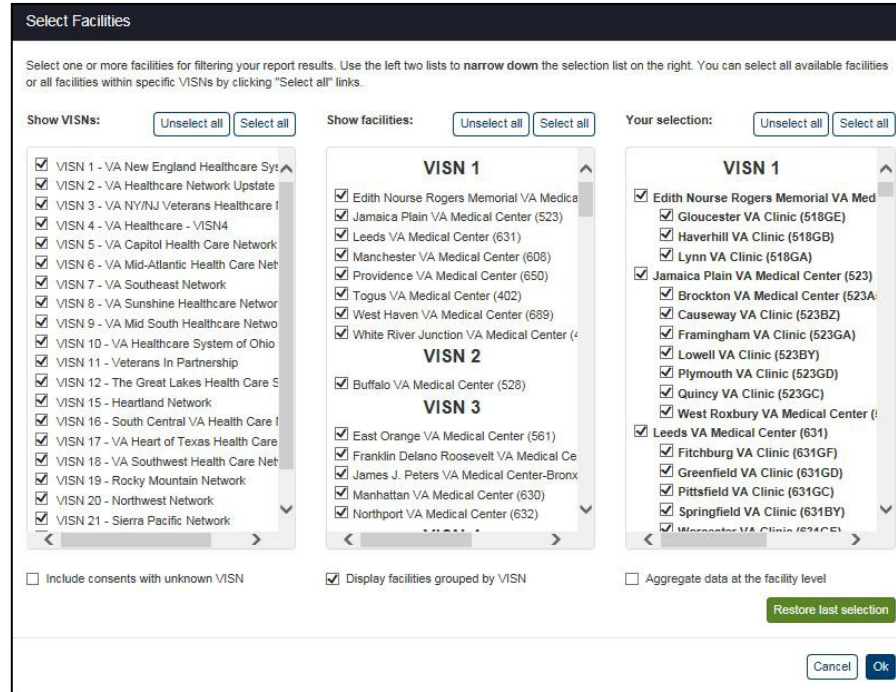 Select Facilities
Select one or more facilities for filtering your report results. Use the left two lists to narrow down the selection list on the right. You can select all available facilities
or all facilities within specific VISNs by clicking "Select all" links.
Show VISNs:
Unselect all
Select all
VISN 1 - VA New England Healthcare Sys
VISN 2 - VA Healthcare Network Upstate
VISN 3 - VA NY/NJ Veterans Healthcare
VISN 4 - VA Healthcare - VISN4
VISN 5 - VA Capitol Health Care Network
VISN 6 - VA Mid-Atlantic Health Care Net
VISN 7 - VA Southeast Network
VISN 8 - VA Sunshine Healthcare Networ
VISN 9 - VA Mid South Healthcare Netwo
VISN 10 - VA Healthcare System of Ohio
VISN 11 - Veterans In Partnership
VISN 12 - The Great Lakes Health Care S
VISN 15 - Heartland Network
VISN 16 - South Central VA Health Care
VISN 17 - VA Heart of Texas Health Care
VISN 18 - VA Southwest Health Care Net
VISN 19 - Rocky Mountain Network
VISN 20 - Northwest Network
VISN 21 - Sierra Pacific Network
Include consents with unknown VISN
Show facilities:
Unselect all
Select all
VISN 1
Edith Nourse Rogers Memorial VA Medica
Jamaica Plain VA Medical Center (523)
Leeds VA Medical Center (631)
Manchester VA Medical Center (608)
Providence VA Medical Center (650)
Togus VA Medical Center (402)
West Haven VA Medical Center (689)
White River Junction VA Medical Center (4
VISN 2
Buffalo VA Medical Center (528)
VISN 3
East Orange VA Medical Center (561)
Franklin Delano Roosevelt VA Medical Ce
James J. Peters VA Medical Center-Bronx
Manhattan VA Medical Center (630)
Northport VA Medical Center (632)
Display facilities grouped by VISN
Your selection:
Unselect all
Select all
VISN 1
Edith Nourse Rogers Memorial VA Med
Gloucester VA Clinic (518GE)
Haverhill VA Clinic (518GB)
Lynn VA Clinic (518GA)
Jamaica Plain VA Medical Center (523)
Brockton VA Medical Center (523A
Causeway VA Clinic (523BZ)
Framingham VA Clinic (523GA)
Lowell VA Clinic (523BY)
Plymouth VA Clinic (523GD)
Quincy VA Clinic (523GC)
West Roxbury VA Medical Center (
Leeds VA Medical Center (631)
Fitchburg VA Clinic (631GF)
Greenfield VA Clinic (631GD)
Pittsfield VA Clinic (631GC)
Springfield VA Clinic (631BY)
Worcester VA Clinic (631GE)
Aggregate data at the facility level
Restore last selection
Cancel
Ok